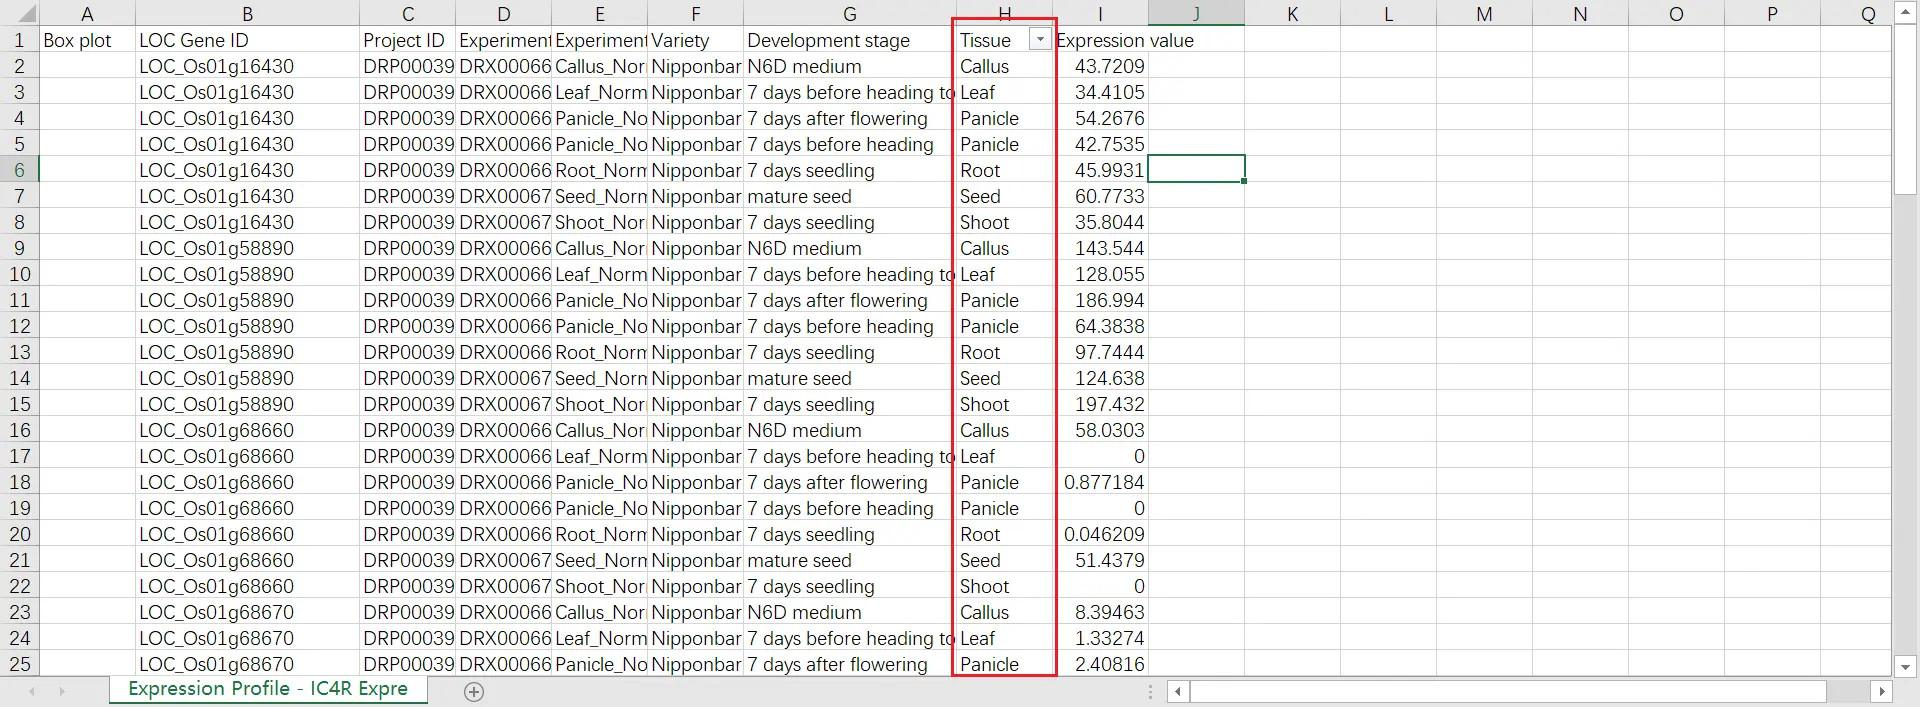 A B C D E F G H I J K L M N O P Q
1 Box plot LOC Gene ID Project ID Experiment Experiment Variety Development stage Tissue Expression value
2 LOC_Os01g16430 DRP00039 DRX00066 Callus_Nor Nipponbar N6D medium Callus 43.7209
3 LOC_Os01g16430 DRP00039 DRX00066 Leaf_Norm Nipponbar 7 days before heading to Leaf 34.4105
4 LOC_Os01g16430 DRP00039 DRX00066 Panicle_No Nipponbar 7 days after flowering Panicle 54.2676
5 LOC_Os01g16430 DRP00039 DRX00066 Panicle_No Nipponbar 7 days before heading Panicle 42.7535
6 LOC_Os01g16430 DRP00039 DRX00066 Root_Norm Nipponbar 7 days seedling Root 45.9931
7 LOC_Os01g16430 DRP00039 DRX00067 Seed_Norm Nipponbar mature seed Seed 60.7733
8 LOC_Os01g16430 DRP00039 DRX00067 Shoot_Nor Nipponbar 7 days seedling Shoot 35.8044
9 LOC_Os01g58890 DRP00039 DRX00066 Callus_Nor Nipponbar N6D medium Callus 143.544
10 LOC_Os01g58890 DRP00039 DRX00066 Leaf_Norm Nipponbar 7 days before heading to Leaf 128.055
11 LOC_Os01g58890 DRP00039 DRX00066 Panicle_No Nipponbar 7 days after flowering Panicle 186.994
12 LOC_Os01g58890 DRP00039 DRX00066 Panicle_No Nipponbar 7 days before heading Panicle 64.3838
13 LOC_Os01g58890 DRP00039 DRX00066 Root_Norm Nipponbar 7 days seedling Root 97.7444
14 LOC_Os01g58890 DRP00039 DRX00067 Seed_Norm Nipponbar mature seed Seed 124.638
15 LOC_Os01g58890 DRP00039 DRX00067 Shoot_Nor Nipponbar 7 days seedling Shoot 197.432
16 LOC_Os01g68660 DRP00039 DRX00066 Callus_Nor Nipponbar N6D medium Callus 58.0303
17 LOC_Os01g68660 DRP00039 DRX00066 Leaf_Norm Nipponbar 7 days before heading to Leaf 0
18 LOC_Os01g68660 DRP00039 DRX00066 Panicle_No Nipponbar 7 days after flowering Panicle 0.877184
19 LOC_Os01g68660 DRP00039 DRX00066 Panicle_No Nipponbar 7 days before heading Panicle 0
20 LOC_Os01g68660 DRP00039 DRX00066 Root_Norm Nipponbar 7 days seedling Root 0.046209
21 LOC_Os01g68660 DRP00039 DRX00067 Seed_Norm Nipponbar mature seed Seed 51.4379
22 LOC_Os01g68660 DRP00039 DRX00067 Shoot_Nor Nipponbar 7 days seedling Shoot 0
23 LOC_Os01g68670 DRP00039 DRX00066 Callus_Nor Nipponbar N6D medium Callus 8.39463
24 LOC_Os01g68670 DRP00039 DRX00066 Leaf_Norm Nipponbar 7 days before heading to Leaf 1.33274
25 LOC_Os01g68670 DRP00039 DRX00066 Panicle_No Nipponbar 7 days after flowering Panicle 2.40816
Expression Profile - IC4R Expre